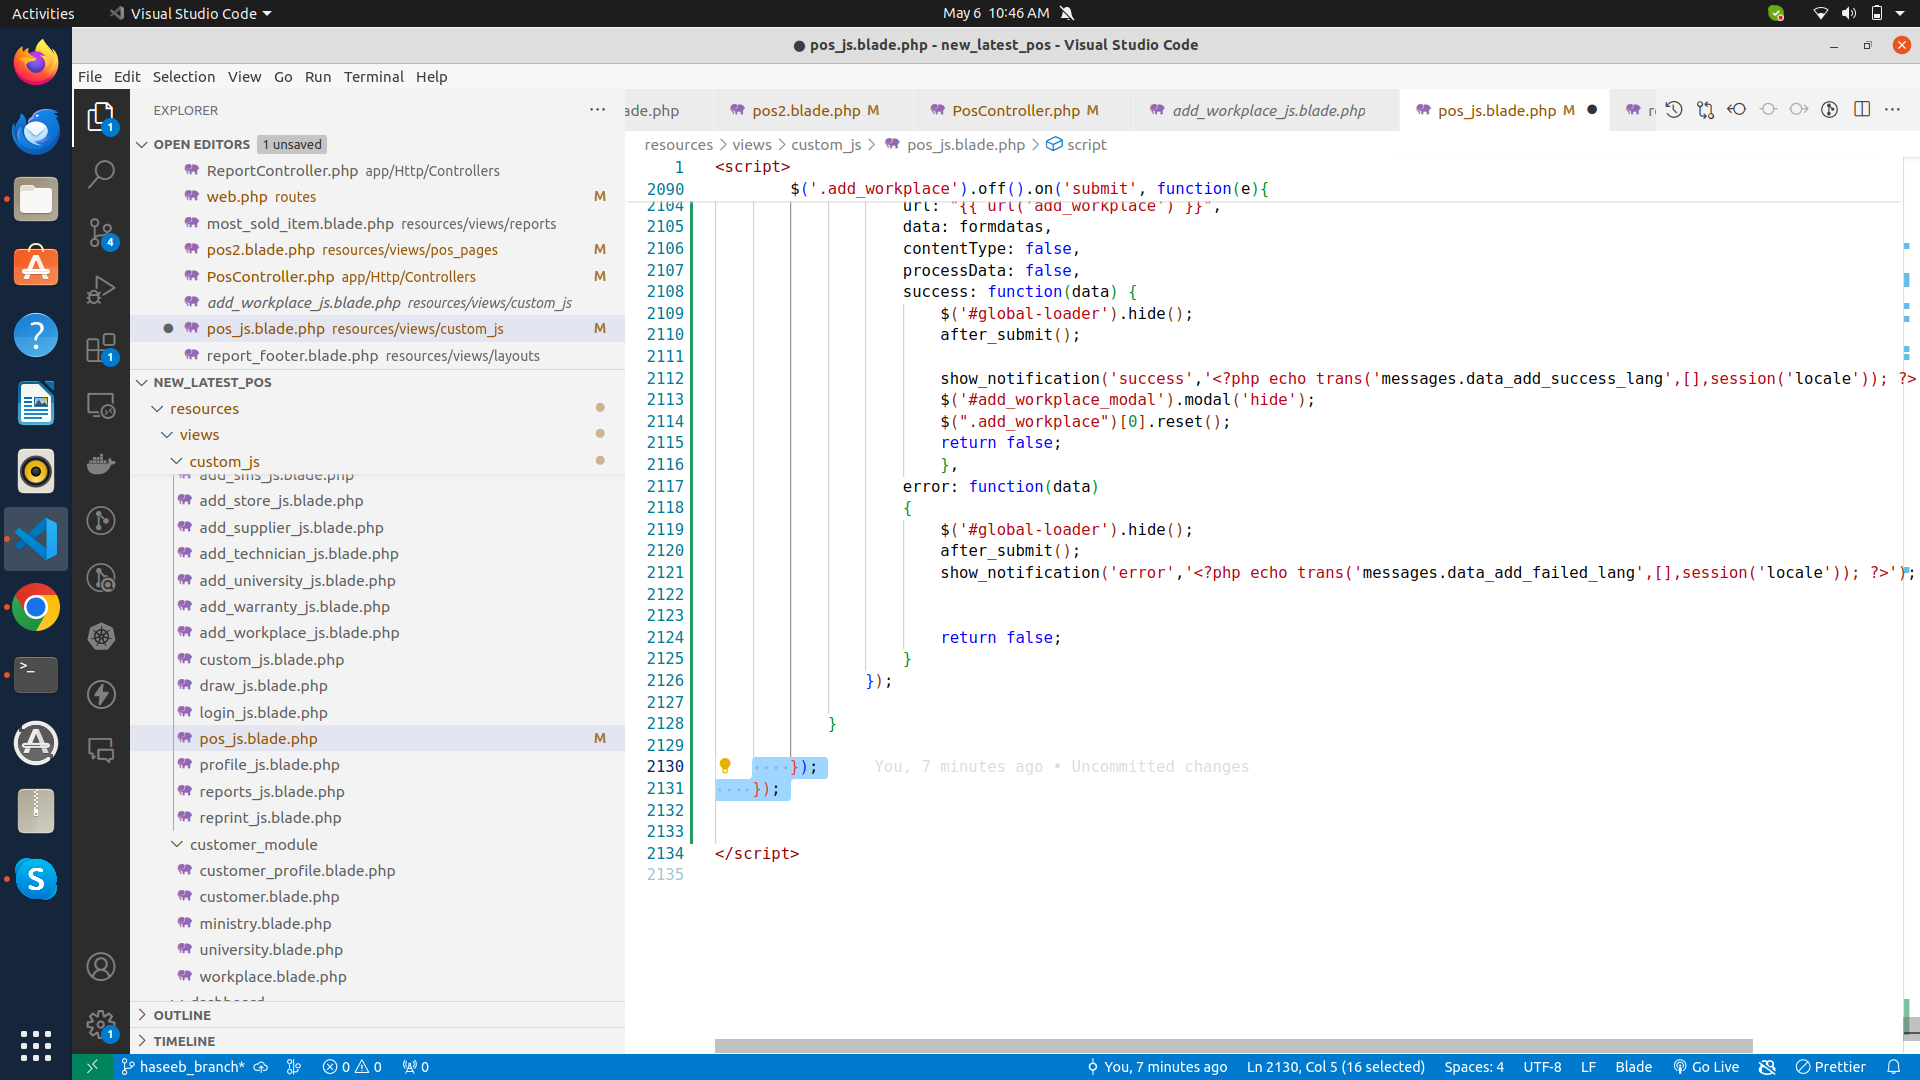 Activities
Visual Studio Code
May 6 10:46 AM
● pos_js.blade.php - new_latest_pos - Visual Studio Code
File Edit Selection View Go Run Terminal Help
EXPLORER
OPEN EDITORS 1 unsaved
ReportController.php app/Http/Controllers
web.php routes M
most_sold_item.blade.php resources/views/reports
pos2.blade.php resources/views/pos_pages M
PosController.php app/Http/Controllers M
add_workplace_js.blade.php resources/views/custom_js
pos_js.blade.php resources/views/custom_js M
report_footer.blade.php resources/views/layouts
NEW_LATEST_POS
resources
views
custom_js
add_sms_js.blade.php
add_store_js.blade.php
add_supplier_js.blade.php
add_technician_js.blade.php
add_university_js.blade.php
add_warranty_js.blade.php
add_workplace_js.blade.php
custom_js.blade.php
draw_js.blade.php
login_js.blade.php
pos_js.blade.php M
profile_js.blade.php
reports_js.blade.php
reprint_js.blade.php
customer_module
customer_profile.blade.php
customer.blade.php
ministry.blade.php
university.blade.php
workplace.blade.php
dashboard
OUTLINE
TIMELINE
ade.php
pos2.blade.php M
PosController.php M
add_workplace_js.blade.php
pos_js.blade.php M
resources > views > custom_js > pos_js.blade.php > script
1 <script>
2090 $('.add_workplace').off().on('submit', function(e){
2104 url: "{{ url('add_workplace') }}",
2105 data: formdatas,
2106 contentType: false,
2107 processData: false,
2108 success: function(data) {
2109 $('#global-loader').hide();
2110 after_submit();
2111
2112 show_notification('success','<?php echo trans('messages.data_add_success_lang',[],session('locale')); ?>
2113 $('#add_workplace_modal').modal('hide');
2114 $(".add_workplace")[0].reset();
2115 return false;
2116 },
2117 error: function(data)
2118 {
2119 $('#global-loader').hide();
2120 after_submit();
2121 show_notification('error','<?php echo trans('messages.data_add_failed_lang',[],session('locale')); ?>');
2122
2123
2124 return false;
2125 }
2126 });
2127
2128 }
2129
2130 ····}); You, 7 minutes ago • Uncommitted changes
2131 ····});
2132
2133
2134 </script>
2135
1
4
1
1
haseeb_branch* 0 0 0
You, 7 minutes ago Ln 2130, Col 5 (16 selected) Spaces: 4 UTF-8 LF Blade Go Live Prettier